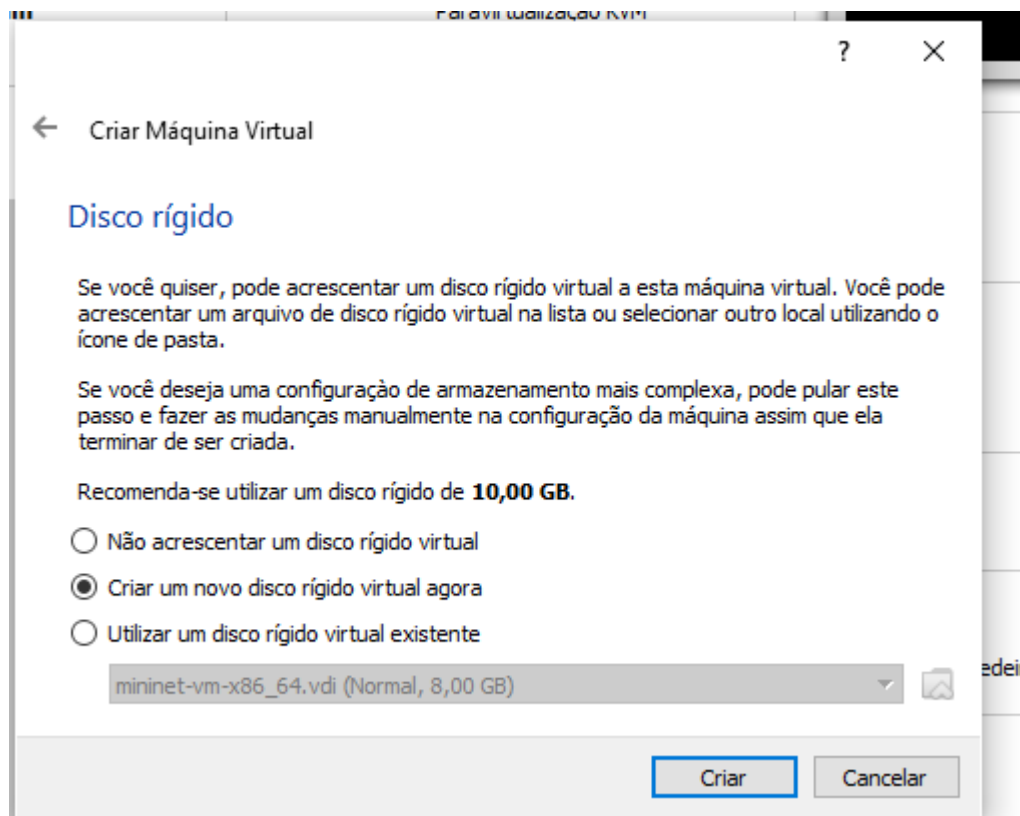 Paravirtualização KVM
?
Criar Máquina Virtual
Disco rígido
Se você quiser, pode acrescentar um disco rígido virtual a esta máquina virtual. Você pode
acrescentar um arquivo de disco rígido virtual na lista ou selecionar outro local utilizando o
ícone de pasta.
Se você deseja uma configuraçào de armazenamento mais complexa, pode pular este
passo e fazer as mudanças manualmente na configuração da máquina assim que ela
terminar de ser criada.
Recomenda-se utilizar um disco rígido de 10,00 GB.
Não acrescentar um disco rígido virtual
Criar um novo disco rígido virtual agora
Utilizar um disco rígido virtual existente
mininet-vm-x86_64.vdi (Normal, 8,00 GB)
edei
Criar
Cancelar